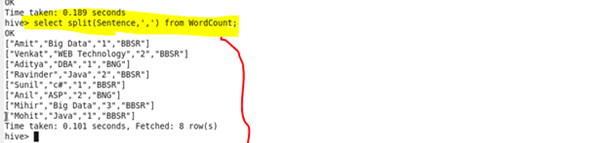 OK
Time taken: 0.189 seconds
hive> select split(Sentence,',') from WordCount;
OK
["Amit","Big Data","1","BBSR"]
["Venkat","WEB Technology","2","BBSR"]
["Aditya","DBA","1","BNG"]
["Ravinder","Java","2","BBSR"]
["Sunil","c#","1","BBSR"]
["Anil","ASP","2","BNG"]
["Mihir","Big Data","3","BBSR"]
["Mohit","Java","1","BBSR"]
Time taken: 0.101 seconds, Fetched: 8 row(s)
hive>